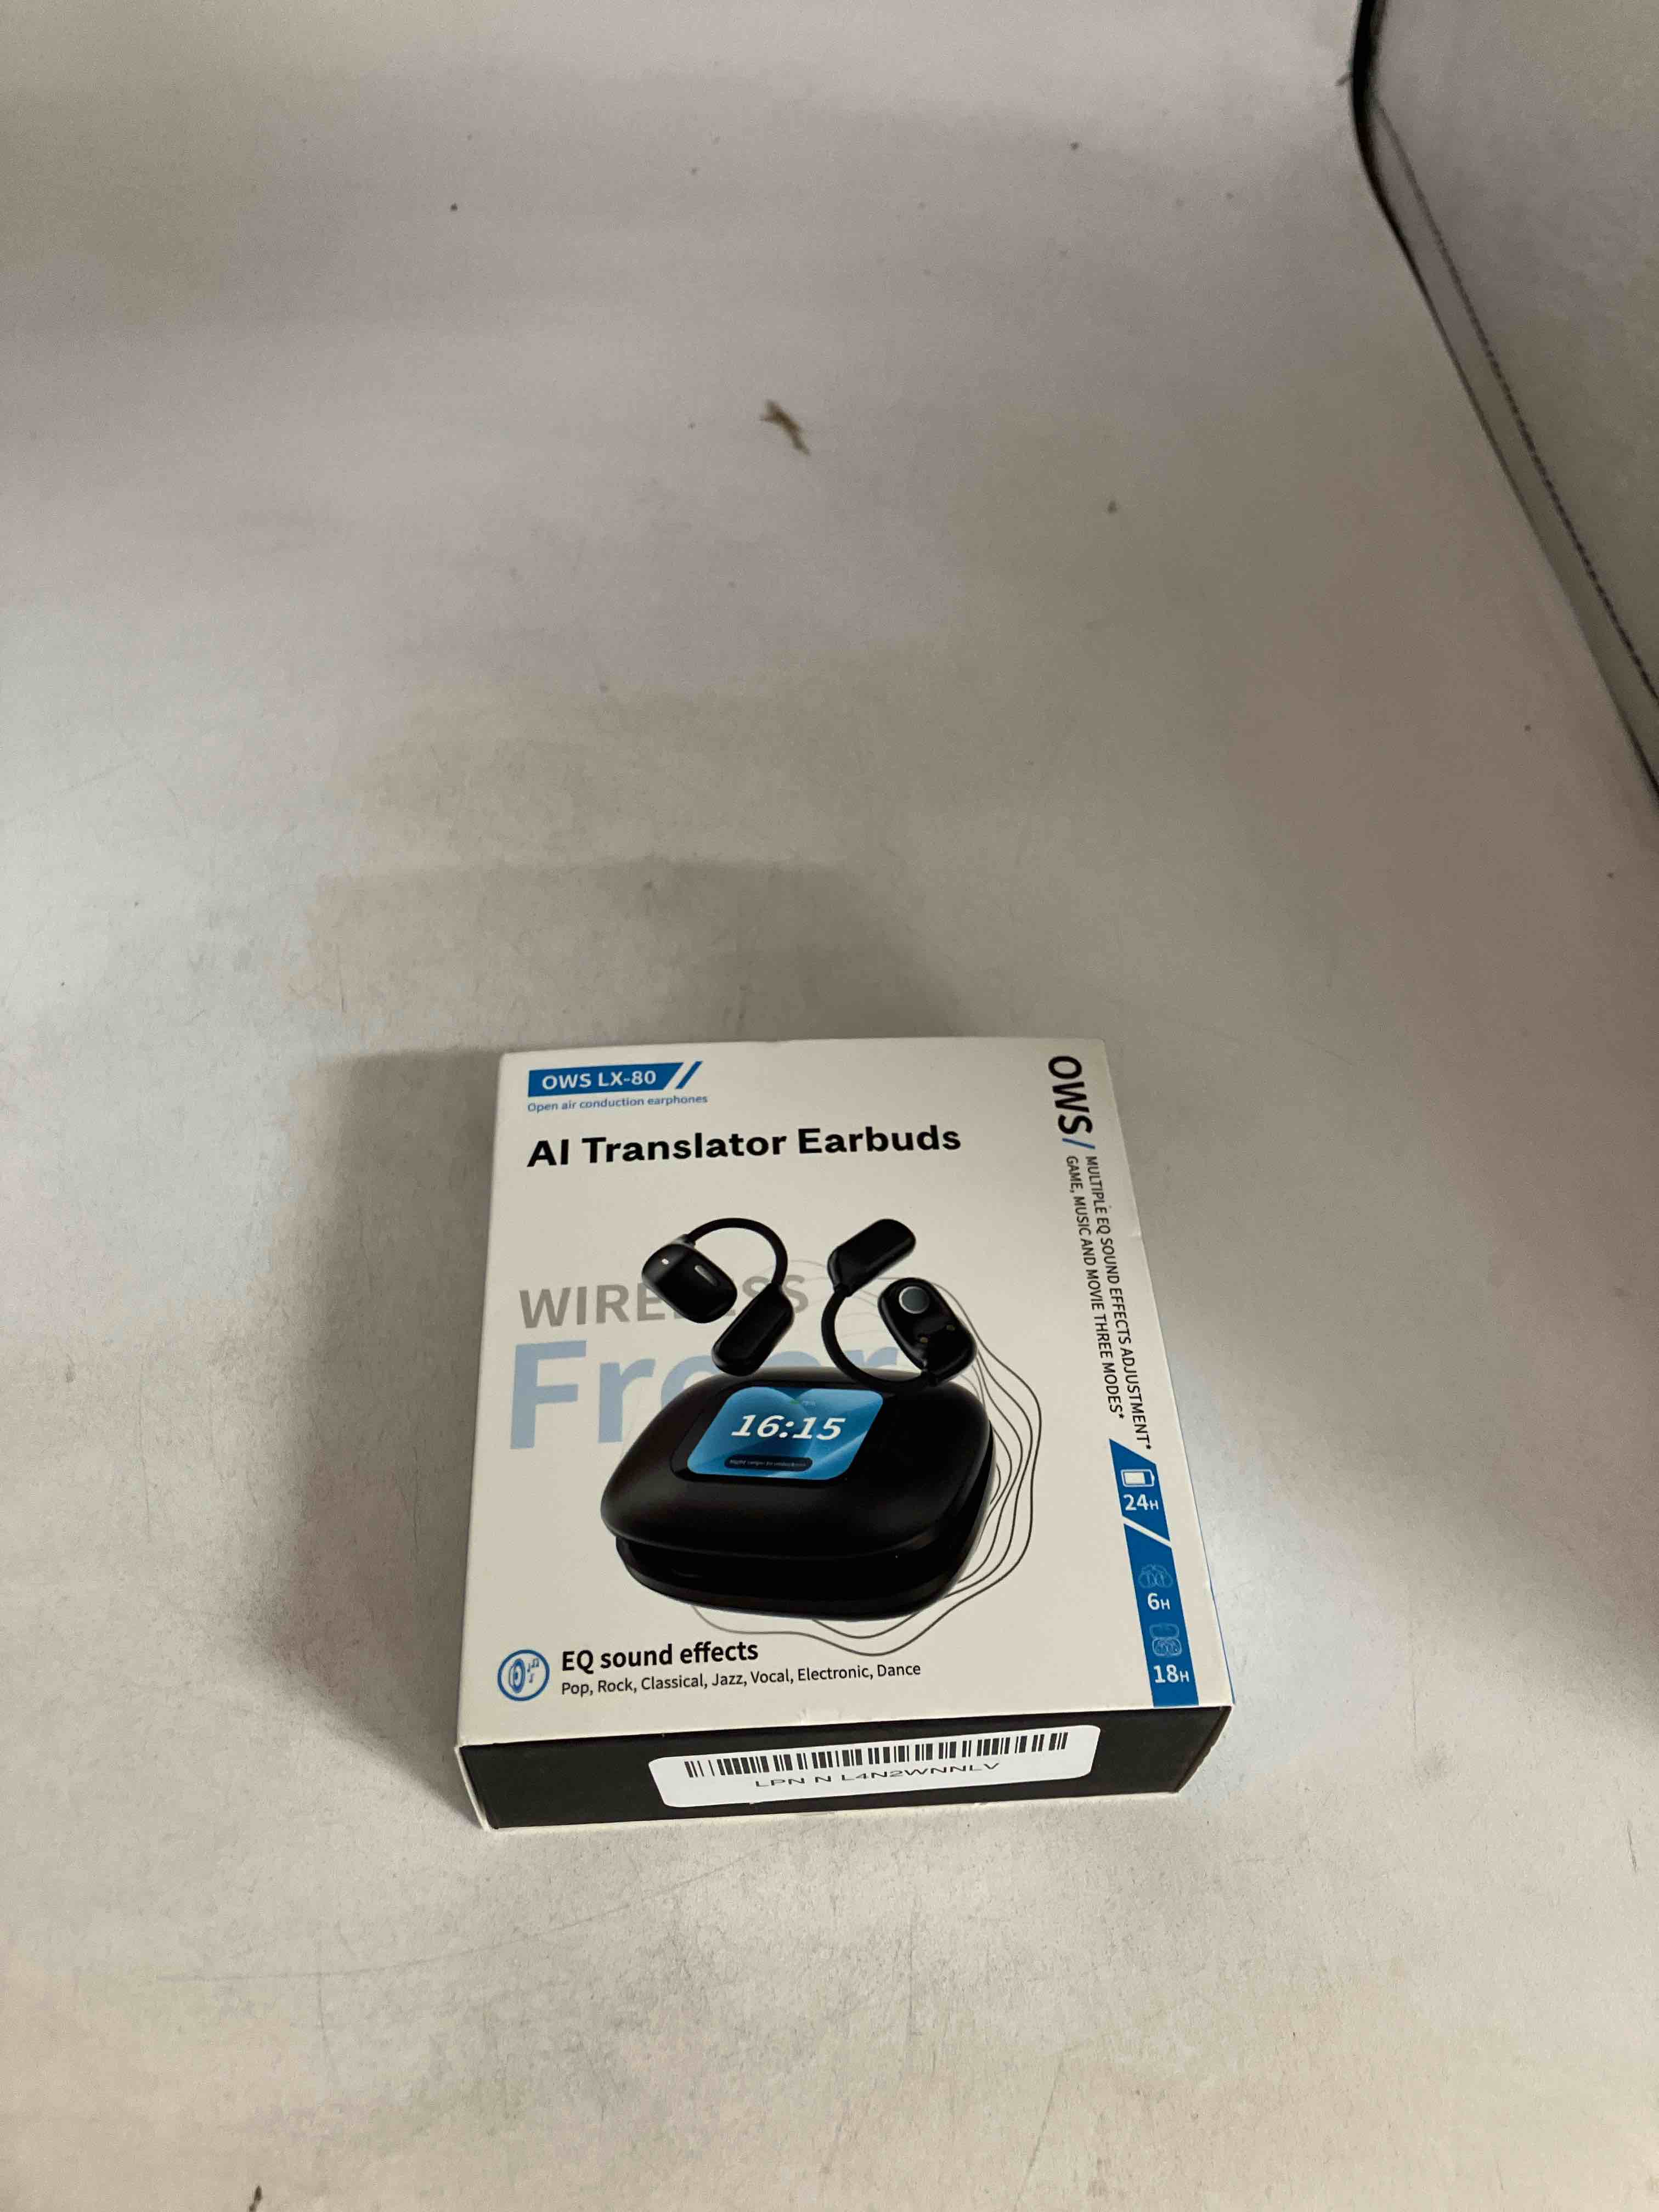 OWS LX-80
Open air conduction earphones
AI Translator Earbuds
WIRELESS
16:15
EQ sound effects
Pop, Rock, Classical, Jazz, Vocal, Electronic, Dance
OWS/
MULTIPLE EQ SOUND EFFECTS ADJUSTMENT*
GAME, MUSIC AND MOVIE THREE MODES*
24H
6H
18H
LPN N L4N2WNNLV